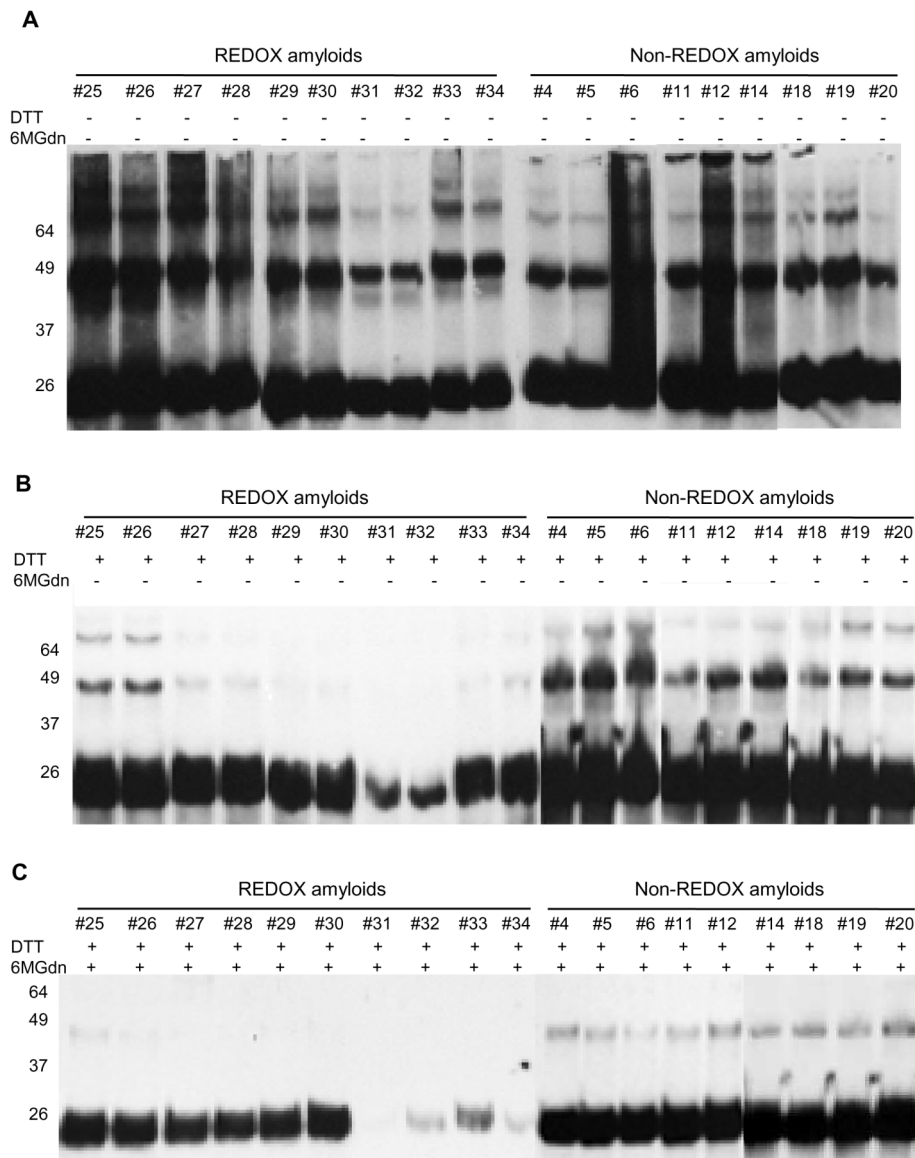 A
REDOX amyloids Non-REDOX amyloids
#25 #26 #27 #28 #29 #30 #31 #32 #33 #34 #4 #5 #6 #11 #12 #14 #18 #19 #20
DTT - - - - - - - - - - - - - - - - - - -
6MGdn - - - - - - - - - - - - - - - - - - -
64
49
37
26
B
REDOX amyloids Non-REDOX amyloids
#25 #26 #27 #28 #29 #30 #31 #32 #33 #34 #4 #5 #6 #11 #12 #14 #18 #19 #20
DTT + + + + + + + + + + + + + + + + + + +
6MGdn - - - - - - - - - - - - - - - - - - -
64
49
37
26
C
REDOX amyloids Non-REDOX amyloids
#25 #26 #27 #28 #29 #30 #31 #32 #33 #34 #4 #5 #6 #11 #12 #14 #18 #19 #20
DTT + + + + + + + + + + + + + + + + + + +
6MGdn + + + + + + + + + + + + + + + + + + +
64
49
37
26